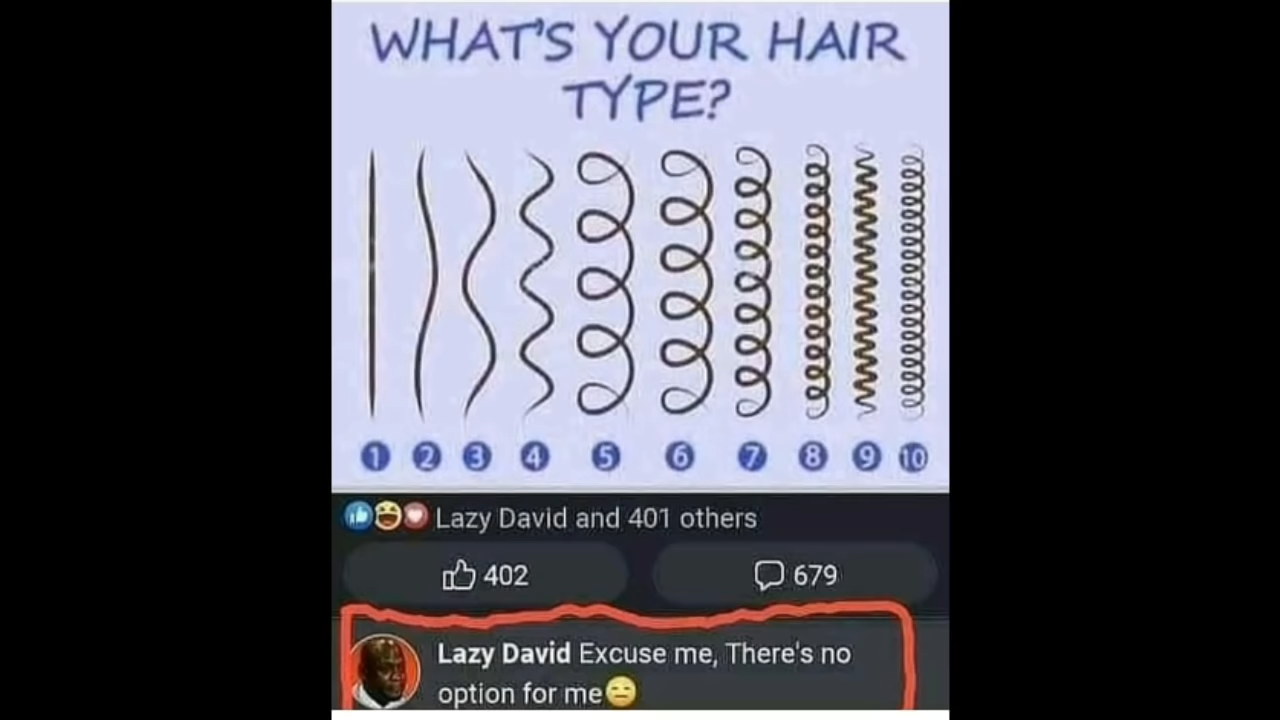 WHAT'S YOUR HAIR
TYPE?
1 2 3 4 5 6 7 8 9 10
Lazy David and 401 others
402 679
Lazy David Excuse me, There's no
option for me😑